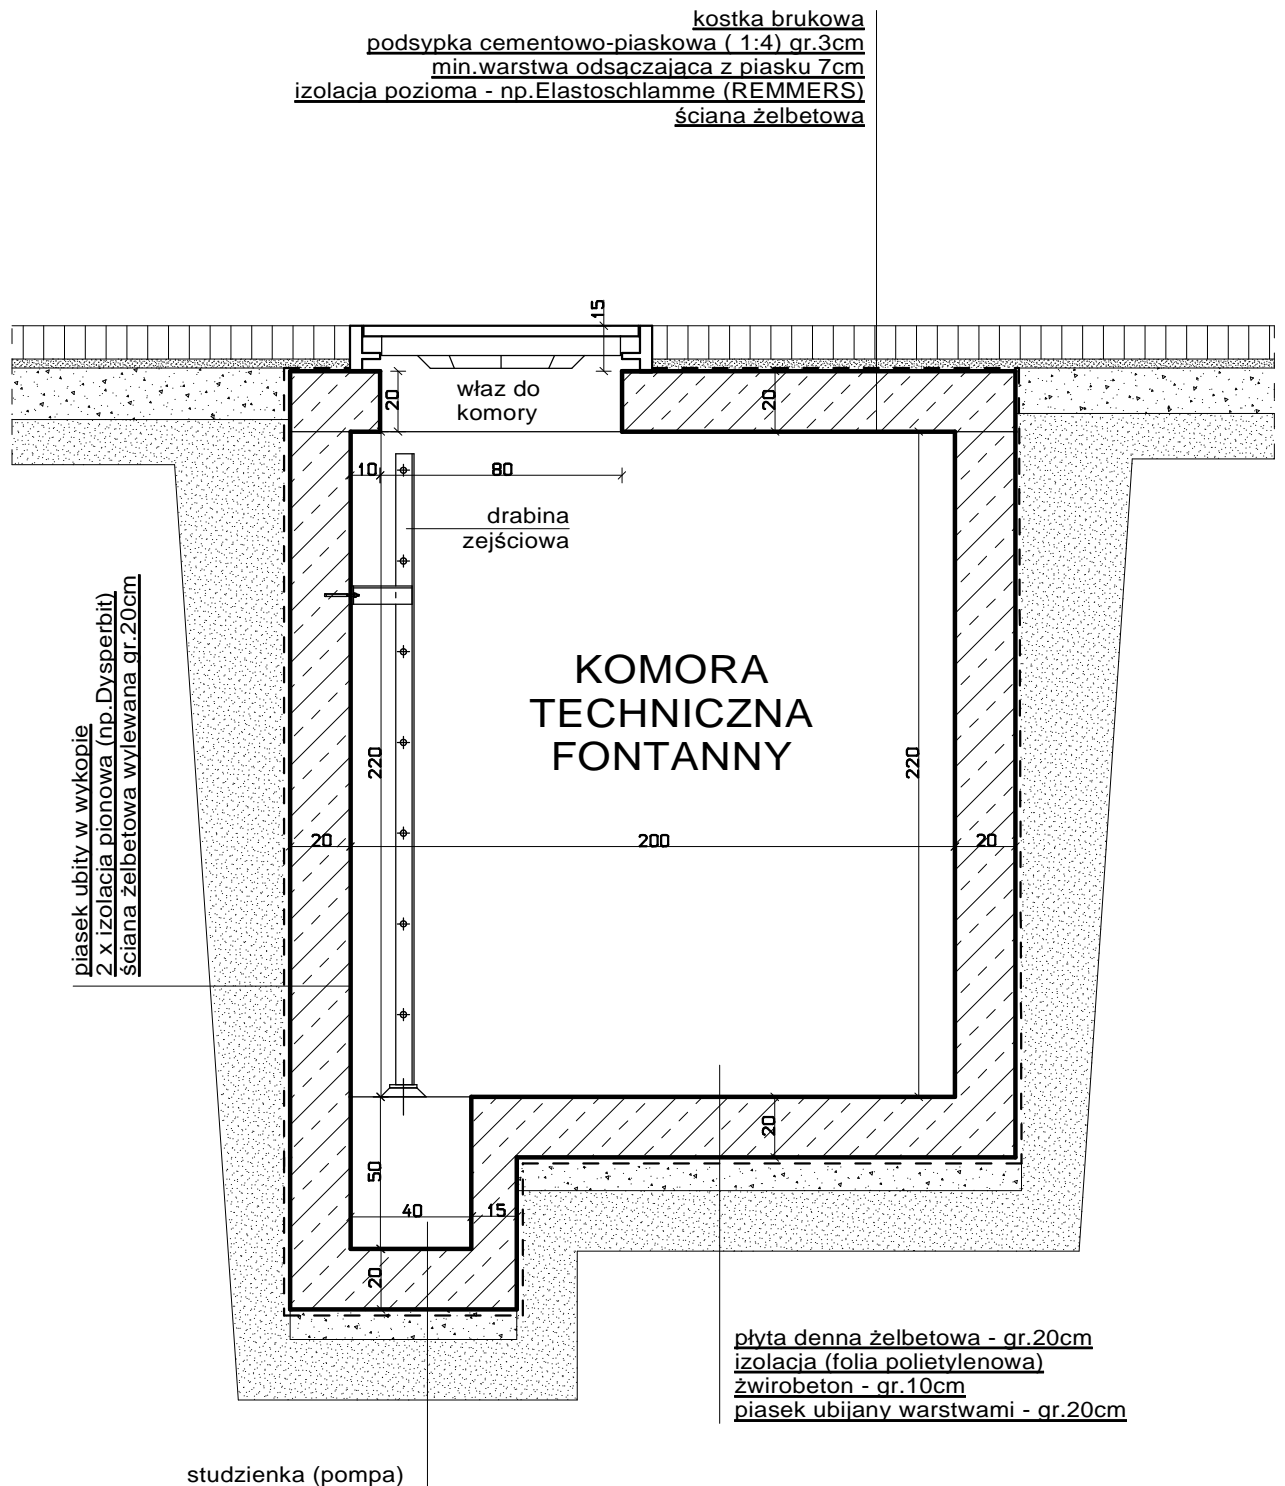 kostka brukowa
podsypka cementowo-piaskowa ( 1:4) gr.3cm
min.warstwa odsączająca z piasku 7cm
izolacja pozioma - np.Elastoschlamme (REMMERS)
ściana żelbetowa
15
właz do
komory
20
20
10
80
drabina
zejściowa
KOMORA
TECHNICZNA
FONTANNY
220
220
piasek ubity w wykopie
2 x izolacja pionowa (np.Dysperbit)
ściana żelbetowa wylewana gr.20cm
20
200
20
20
50
40
15
20
płyta denna żelbetowa - gr.20cm
izolacja (folia polietylenowa)
żwirobeton - gr.10cm
piasek ubijany warstwami - gr.20cm
studzienka (pompa)